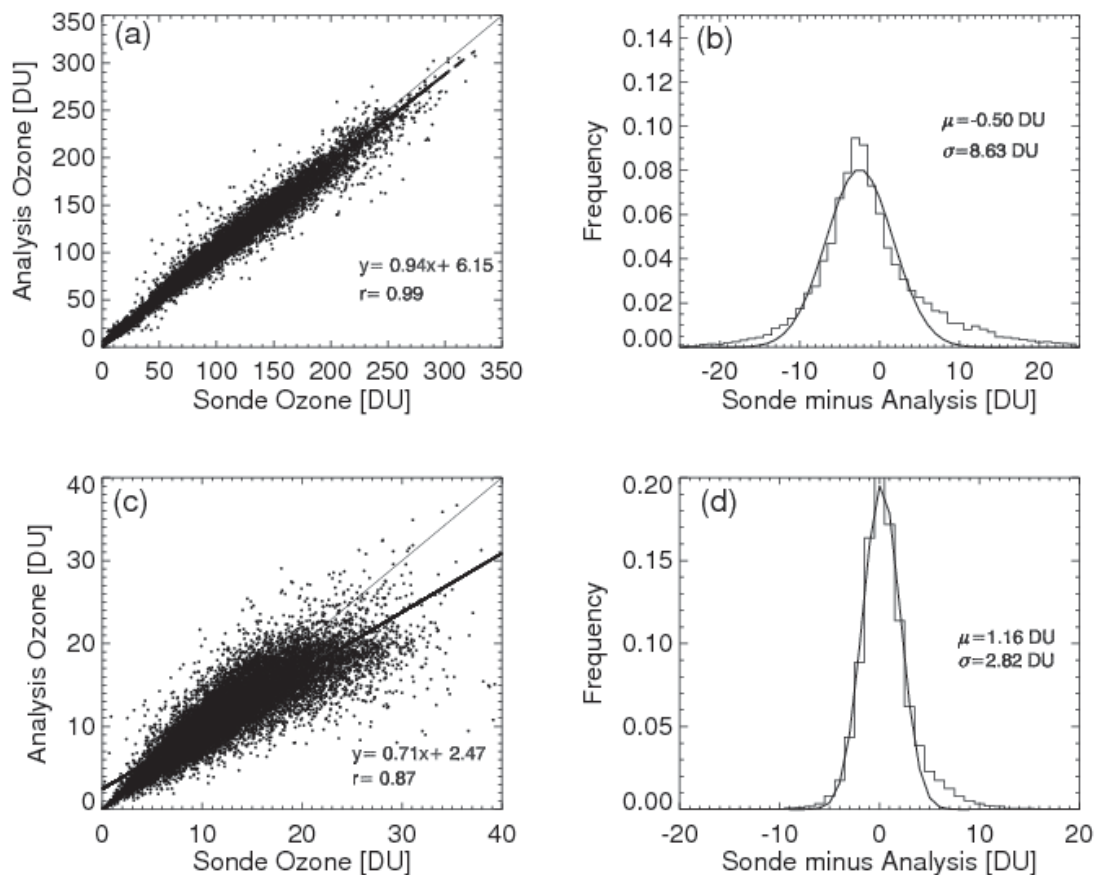 (a)
Analysis Ozone [DU]
350
300
250
200
150
100
50
0
y= 0.94x+ 6.15
r= 0.99
0 50 100 150 200 250 300 350
Sonde Ozone [DU]
(b)
Frequency
0.14
0.12
0.10
0.08
0.06
0.04
0.02
0.00
μ=-0.50 DU
σ=8.63 DU
-20 -10 0 10 20
Sonde minus Analysis [DU]
(c)
Analysis Ozone [DU]
40
30
20
10
0
y= 0.71x+ 2.47
r= 0.87
0 10 20 30 40
Sonde Ozone [DU]
(d)
Frequency
0.20
0.15
0.10
0.05
0.00
μ=1.16 DU
σ=2.82 DU
-20 -10 0 10 20
Sonde minus Analysis [DU]